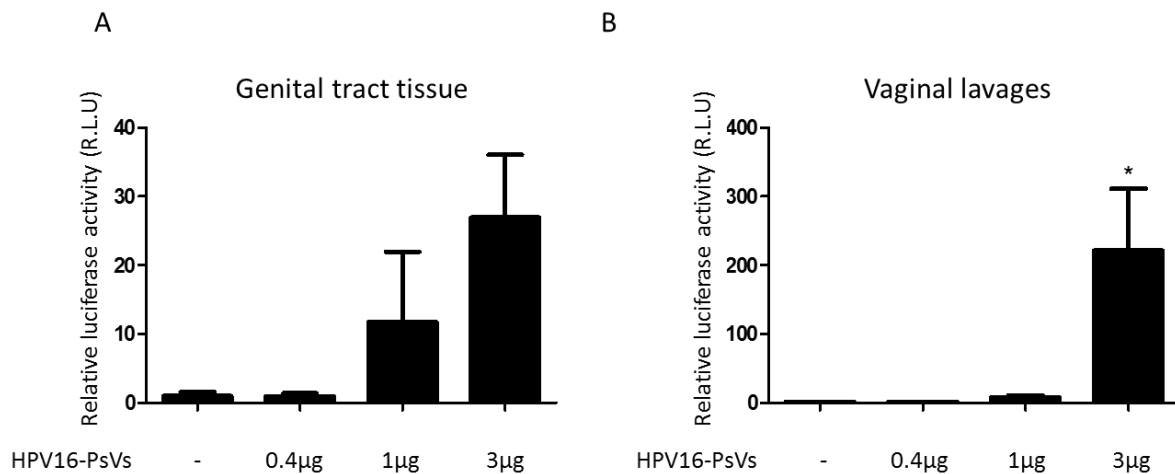 A
Genital tract tissue
Relative luciferase activity (R.L.U)
40
30
20
10
0
HPV16-PsVs - 0.4µg 1µg 3µg
B
Vaginal lavages
Relative luciferase activity (R.L.U)
400
300
200
100
0
*
HPV16-PsVs - 0.4µg 1µg 3µg